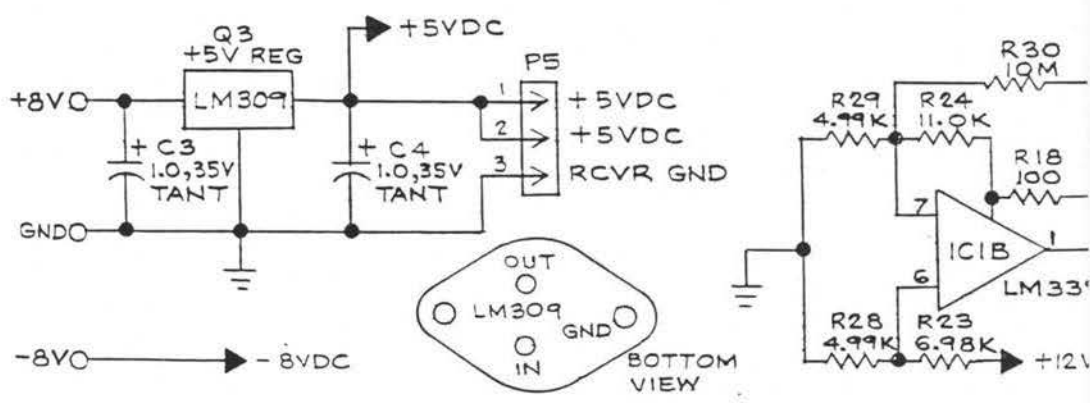 Q3
+5V REG
LM309
+8V
+5VDC
P5
1
+5VDC
2
+5VDC
3
RCVR GND
+ C3
1.0,35V
TANT
+ C4
1.0,35V
TANT
GND
-8V
-8VDC
OUT
LM309
GND
IN
BOTTOM
VIEW
R30
10M
R29
4.99K
R24
11.0K
R18
100
7
IC1B
1
6
R28
4.99K
R23
6.98K